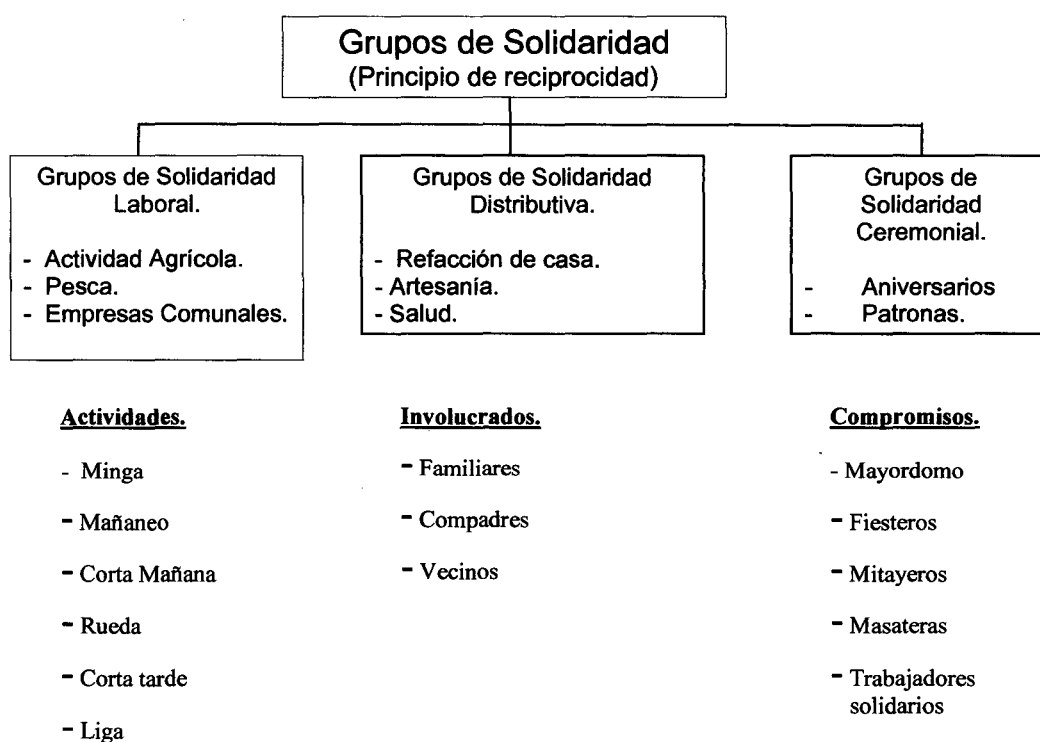 Grupos de Solidaridad
(Principio de reciprocidad)
Grupos de Solidaridad
Laboral.
- Actividad Agrícola.
- Pesca.
- Empresas Comunales.
Grupos de Solidaridad
Distributiva.
- Refacción de casa.
- Artesanía.
- Salud.
Grupos de
Solidaridad
Ceremonial.
- Aniversarios
- Patronas.
Actividades.
- Minga
- Mañaneo
- Corta Mañana
- Rueda
- Corta tarde
- Liga
Involucrados.
- Familiares
- Compadres
- Vecinos
Compromisos.
- Mayordomo
- Fiesteros
- Mitayeros
- Masateras
- Trabajadores
solidarios